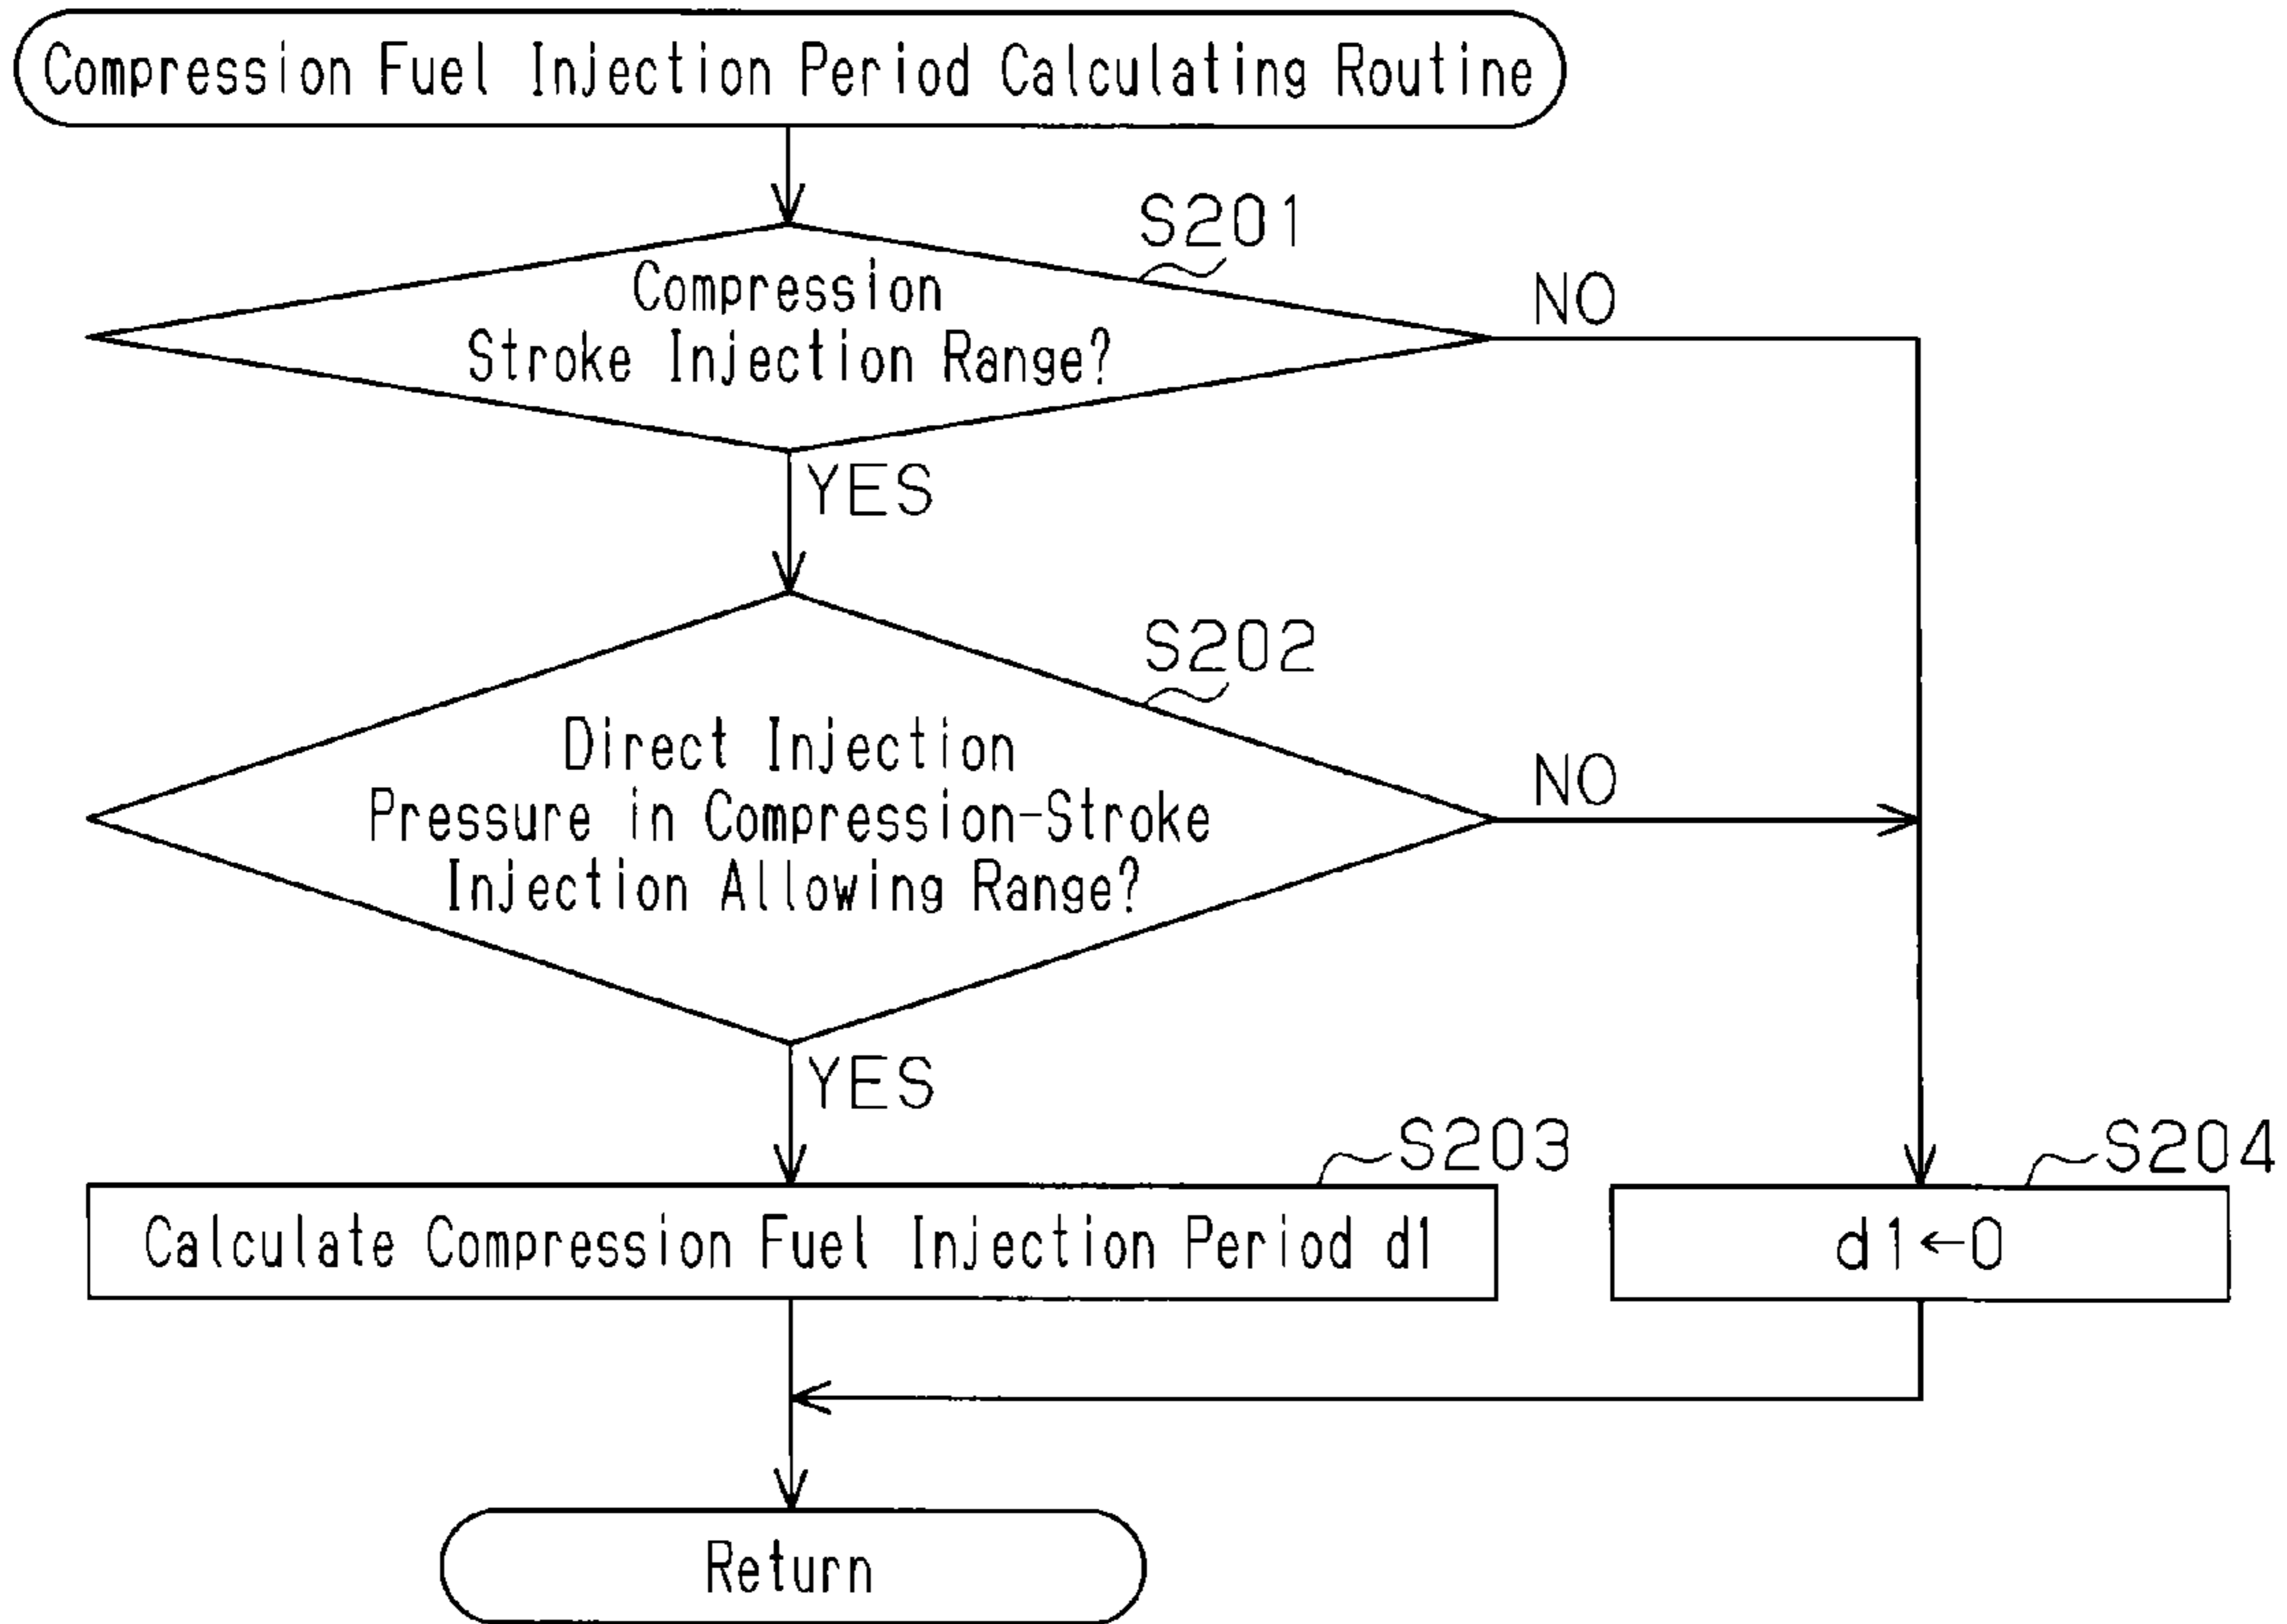 Compression Fuel Injection Period Calculating Routine
S201
Compression
Stroke Injection Range?
NO
YES
S202
Direct Injection
Pressure in Compression-Stroke
Injection Allowing Range?
NO
YES
S203
Calculate Compression Fuel Injection Period d1
S204
d1←0
Return